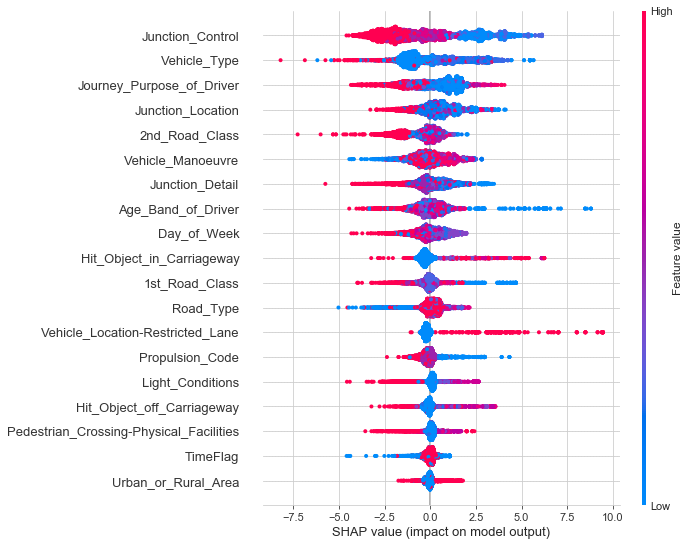 High
Junction_Control
Vehicle_Type
Journey_Purpose_of_Driver
Junction_Location
2nd_Road_Class
Vehicle_Manoeuvre
Junction_Detail
Age_Band_of_Driver
Day_of_Week
Hit_Object_in_Carriageway
1st_Road_Class
Road_Type
Vehicle_Location-Restricted_Lane
Propulsion_Code
Light_Conditions
Hit_Object_off_Carriageway
Pedestrian_Crossing-Physical_Facilities
TimeFlag
Urban_or_Rural_Area
Feature value
Low
−7.5 −5.0 −2.5 0.0 2.5 5.0 7.5 10.0
SHAP value (impact on model output)